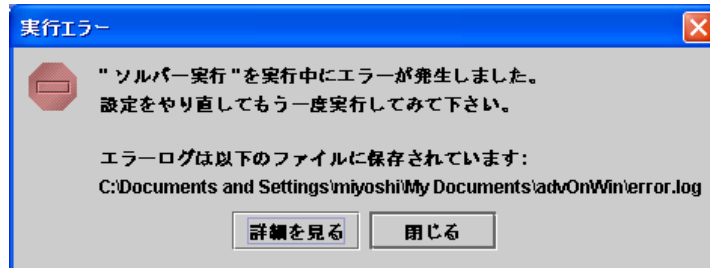 実行エラー
" ソルバー実行 "を実行中にエラーが発生しました。
設定をやり直してもう一度実行してみて下さい。
エラーログは以下のファイルに保存されています:
C:\Documents and Settings\miyoshi\My Documents\advOnWin\error.log
詳細を見る 閉じる